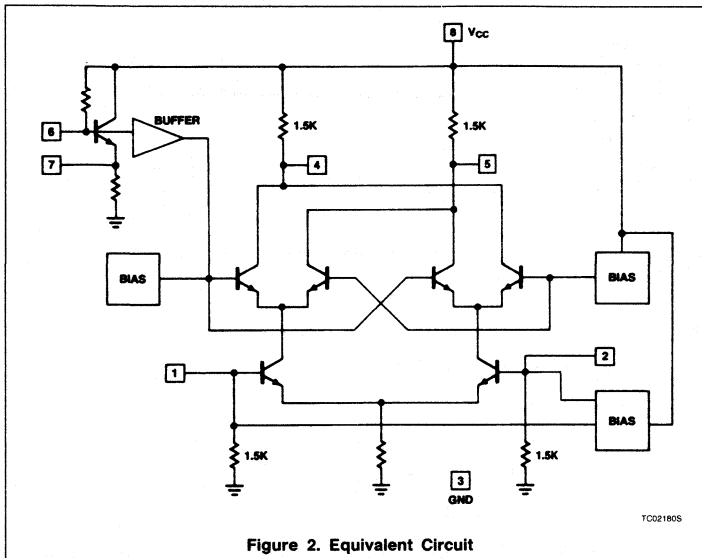 8 VCC
1.5K
1.5K
BUFFER
6
7
4
5
BIAS
BIAS
1
2
BIAS
1.5K
1.5K
3
GND
TC02180S
Figure 2. Equivalent Circuit